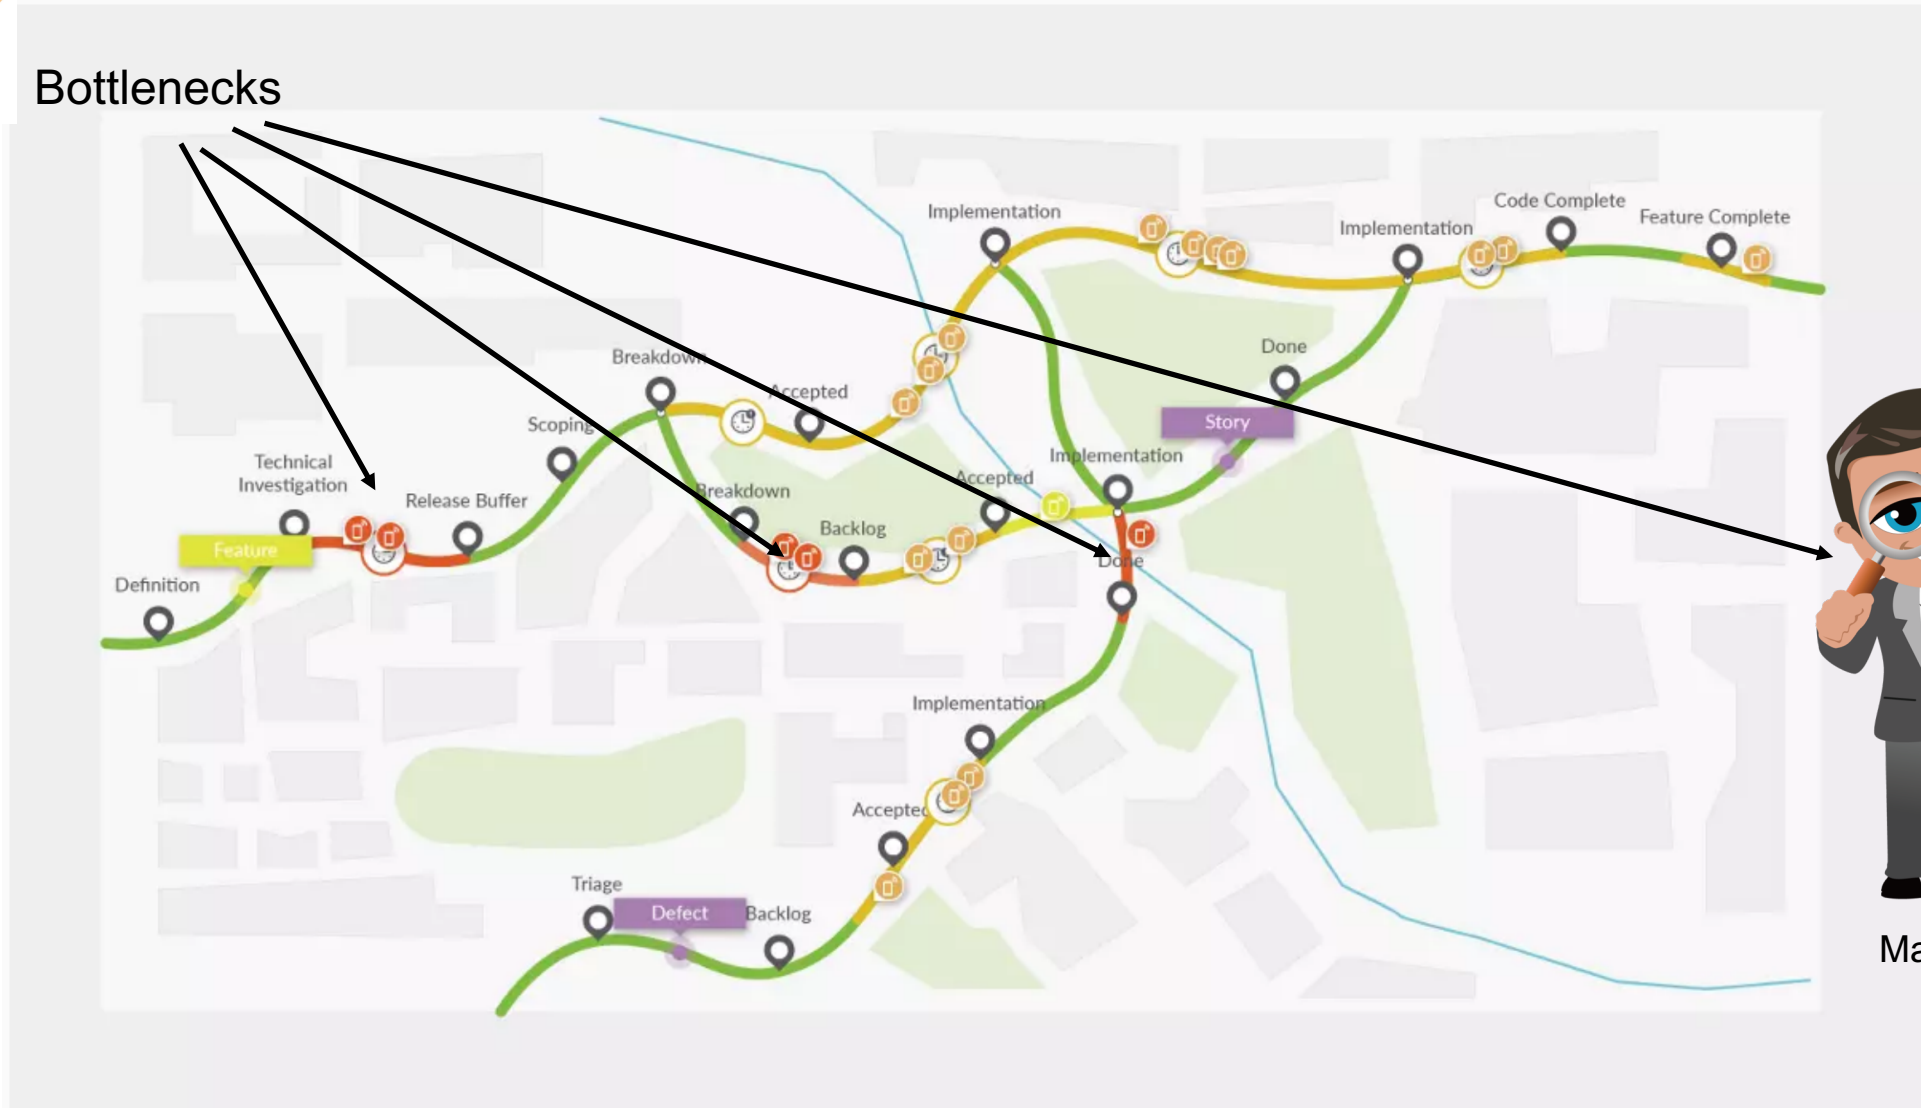 Bottlenecks
Implementation
Code Complete
Feature Complete
Implementation
Done
Breakdown
Accepted
Story
Scoping
Implementation
Technical
Investigation
Accepted
Release Buffer
Breakdown
Backlog
Feature
Done
Definition
Implementation
Accepted
Triage
Defect
Backlog
Ma